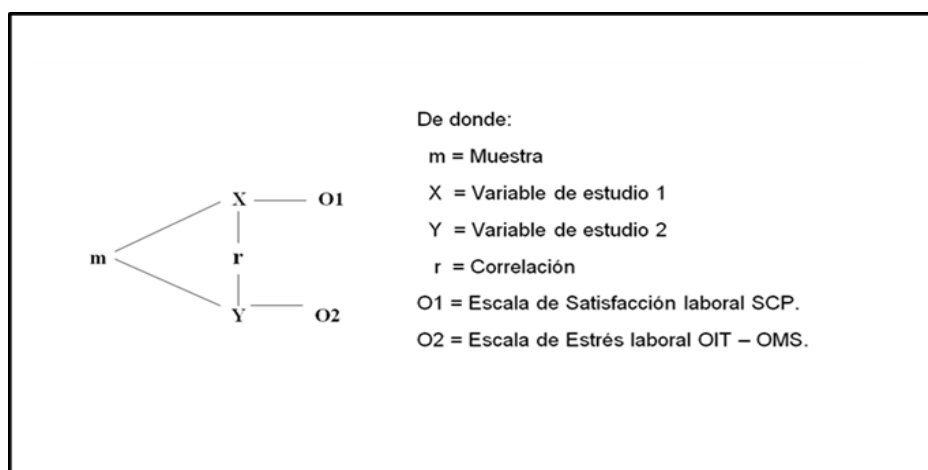 De donde:
m = Muestra
X = Variable de estudio 1
Y = Variable de estudio 2
r = Correlación
O1 = Escala de Satisfacción laboral SCP.
O2 = Escala de Estrés laboral OIT – OMS.
X O1
m r
Y O2